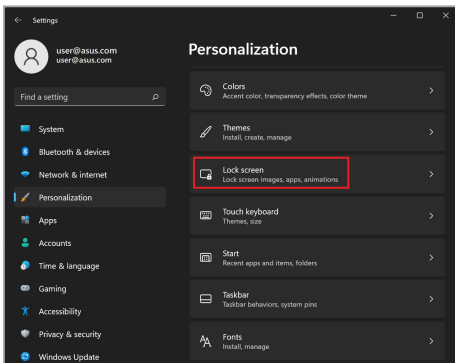 Settings
user@asus.com
user@asus.com
Find a setting
System
Bluetooth & devices
Network & internet
Personalization
Apps
Accounts
Time & language
Gaming
Accessibility
Privacy & security
Windows Update
Personalization
Colors
Accent color, transparency effects, color theme
Themes
Install, create, manage
Lock screen
Lock screen images, apps, animations
Touch keyboard
Themes, size
Start
Recent apps and items, folders
Taskbar
Taskbar behaviors, system pins
Fonts
Install, manage